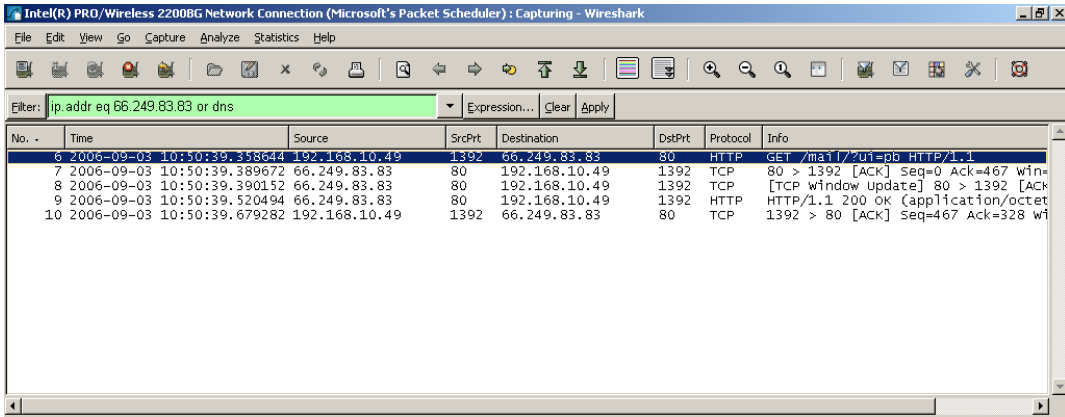 Intel(R) PRO/Wireless 2200BG Network Connection (Microsoft's Packet Scheduler) : Capturing - Wireshark
File Edit View Go Capture Analyze Statistics Help
Filter: ip.addr eq 66.249.83.83 or dns Expression... Clear Apply
No. - Time Source SrcPrt Destination DstPrt Protocol Info
6 2006-09-03 10:50:39.358644 192.168.10.49 1392 66.249.83.83 80 HTTP GET /mail/?ui=pb HTTP/1.1
7 2006-09-03 10:50:39.389672 66.249.83.83 80 192.168.10.49 1392 TCP 80 > 1392 [ACK] Seq=0 Ack=467 Win=
8 2006-09-03 10:50:39.390152 66.249.83.83 80 192.168.10.49 1392 TCP [TCP Window Update] 80 > 1392 [ACK
9 2006-09-03 10:50:39.520494 66.249.83.83 80 192.168.10.49 1392 HTTP HTTP/1.1 200 OK (application/octet
10 2006-09-03 10:50:39.679282 192.168.10.49 1392 66.249.83.83 80 TCP 1392 > 80 [ACK] Seq=467 Ack=328 Wi